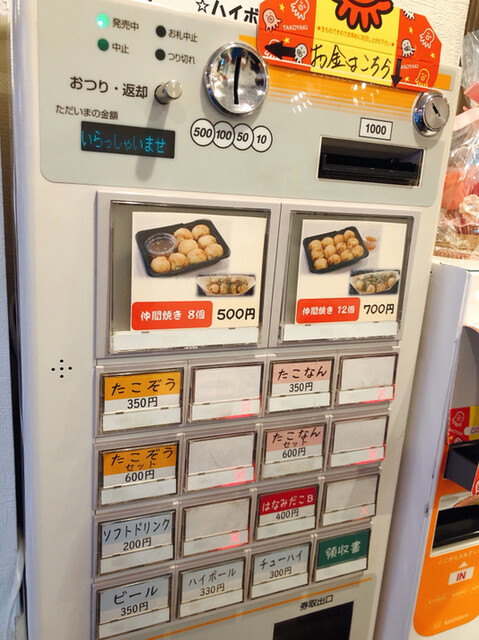 ☆ハイボ
発売中
お札中止
中止
つり切れ
TAKOYAKI
お金はこちら
TAKOYAKI
おつり・返却
ただいまの金額
いらっしゃいませ
500 100 50 10
1000
仲間焼き 8個 500円
仲間焼き 12個 700円
たこぞう
350円
たこなん
350円
たこぞう
セット
600円
たこなん
セット
600円
ソフトドリンク
200円
はなみだこB
400円
ビール
350円
ハイボール
330円
チューハイ
300円
領収書
券取出口
IN